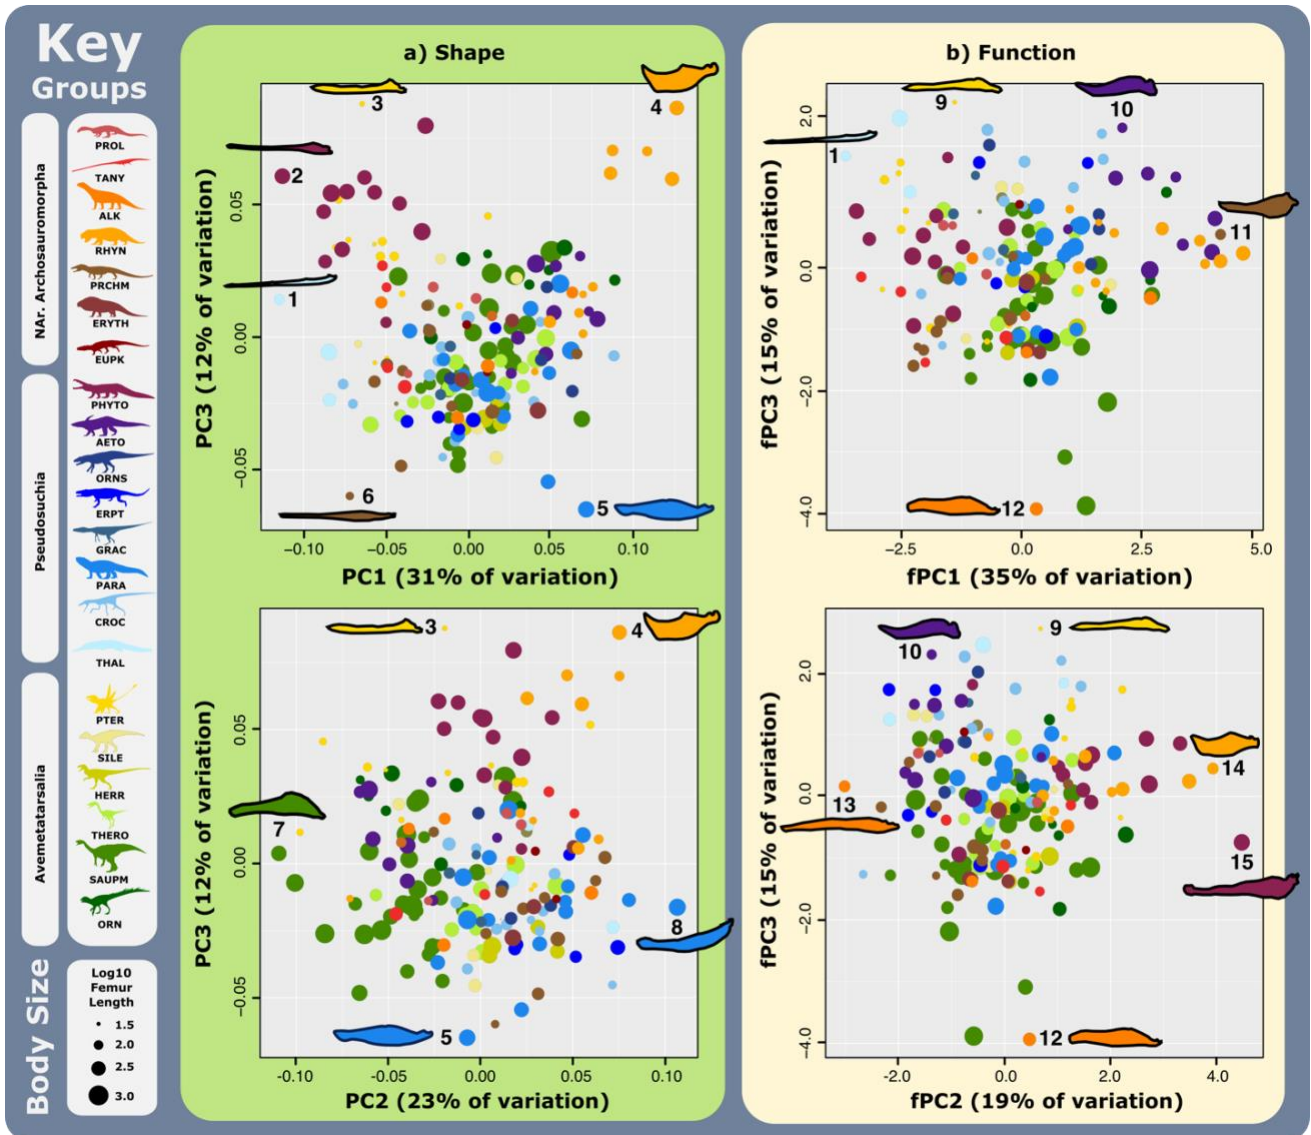 Key
Groups
NAr. Archosauromorpha
PROL
TANY
ALK
RHYN
PRCHM
ERYTH
EUPK
Pseudosuchia
PHYTO
AETO
ORNS
ERPT
GRAC
PARA
CROC
THAL
Avemetatarsalia
PTER
SILE
HERR
THERO
SAUPM
ORN
Body Size
Log10
Femur
Length
1.5
2.0
2.5
3.0
a) Shape
PC3 (12% of variation)
0.05
0.00
−0.05
3
4
2
1
6
5
−0.10
−0.05
0.00
0.05
0.10
PC1 (31% of variation)
PC3 (12% of variation)
0.05
0.00
-0.05
3
4
7
8
5
-0.10
-0.05
0.00
0.05
0.10
PC2 (23% of variation)
b) Function
fPC3 (15% of variation)
2.0
0.0
-2.0
-4.0
9
10
1
11
12
−2.5
0.0
2.5
5.0
fPC1 (35% of variation)
fPC3 (15% of variation)
2.0
0.0
-2.0
-4.0
10
9
13
14
15
12
-2.0
0.0
2.0
4.0
fPC2 (19% of variation)